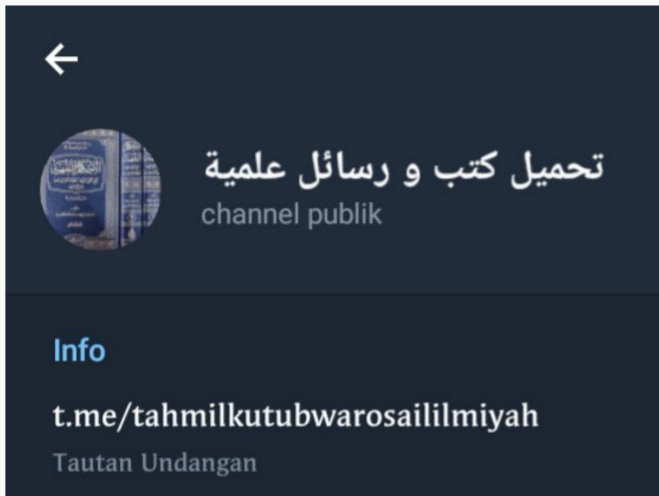 تحميل كتب و رسائل علمية
channel publik
Info
t.me/tahmilkutubwarosaililmiyah
Tautan Undangan